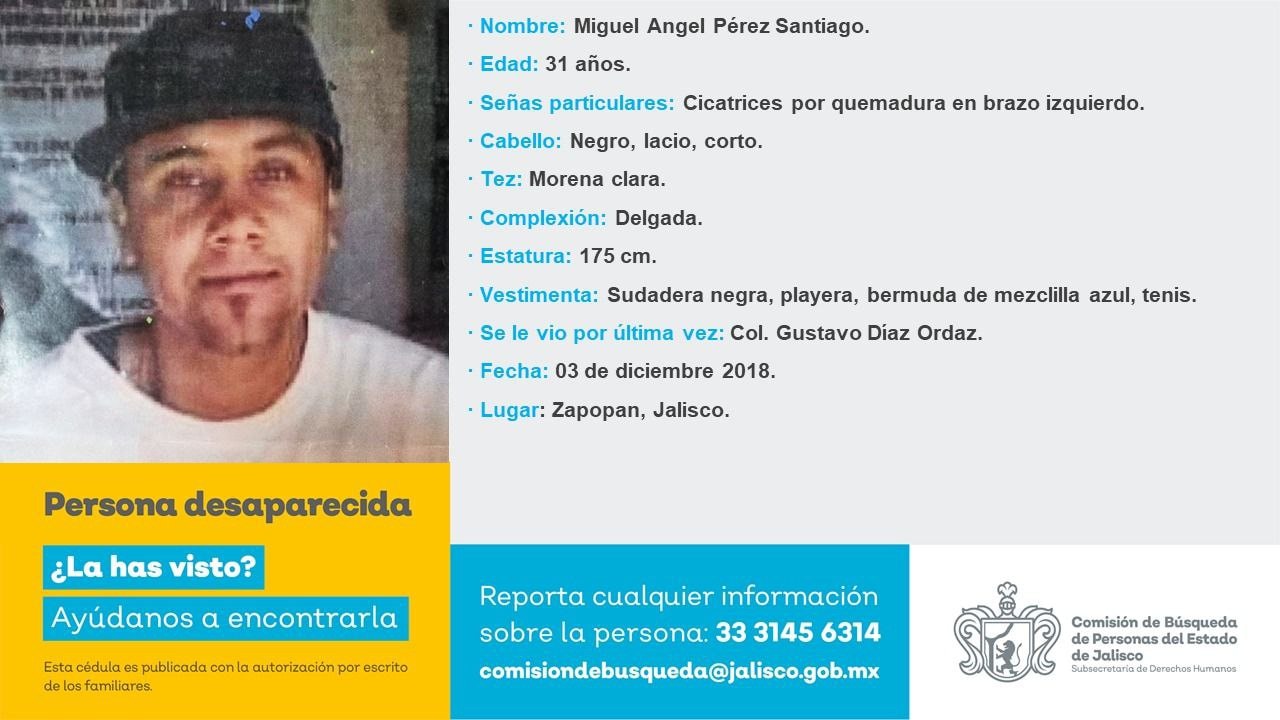 · Nombre: Miguel Angel Pérez Santiago.
· Edad: 31 años.
· Señas particulares: Cicatrices por quemadura en brazo izquierdo.
· Cabello: Negro, lacio, corto.
· Tez: Morena clara.
· Complexión: Delgada.
· Estatura: 175 cm.
· Vestimenta: Sudadera negra, playera, bermuda de mezclilla azul, tenis.
· Se le vio por última vez: Col. Gustavo Díaz Ordaz.
· Fecha: 03 de diciembre 2018.
· Lugar: Zapopan, Jalisco.
Persona desaparecida
¿La has visto?
Ayúdanos a encontrarla
Esta cédula es publicada con la autorización por escrito
de los familiares.
Reporta cualquier información
sobre la persona: 33 3145 6314
comisiondebusqueda@jalisco.gob.mx
Comisión de Búsqueda
de Personas del Estado
de Jalisco
Subsecretaría de Derechos Humanos